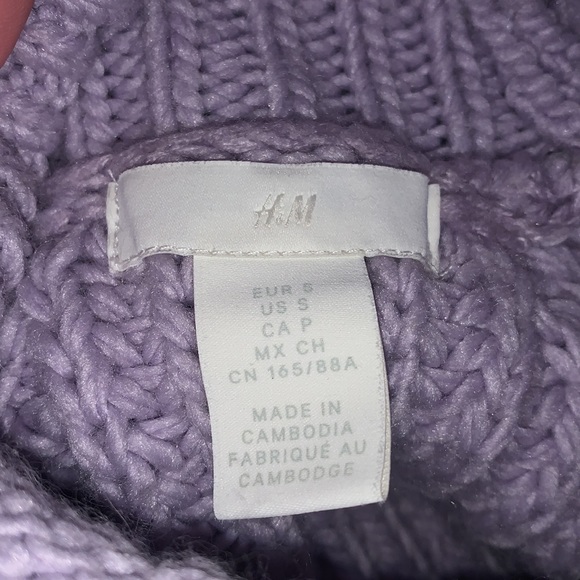 H&M
EUR S
US S
CA P
MX CH
CN 165/88A
MADE IN
CAMBODIA
FABRIQUÉ AU
CAMBODGE